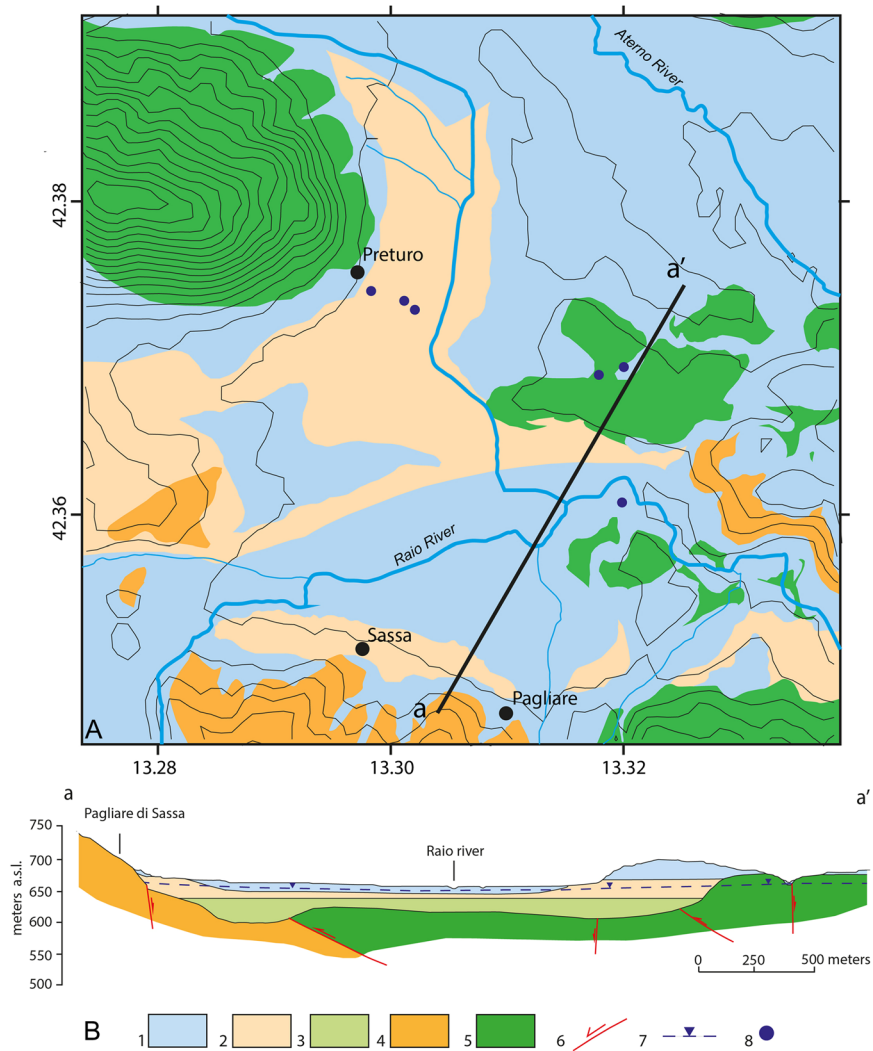 Aterno River
42.38
Preturo
a'
42.36
Raio River
Sassa
a
Pagliare
A
13.28 13.30 13.32
a a'
Pagliare di Sassa
Raio river
meters a.s.l.
750
700
650
600
550
500
0 250 500 meters
B 1 2 3 4 5 6 7 8